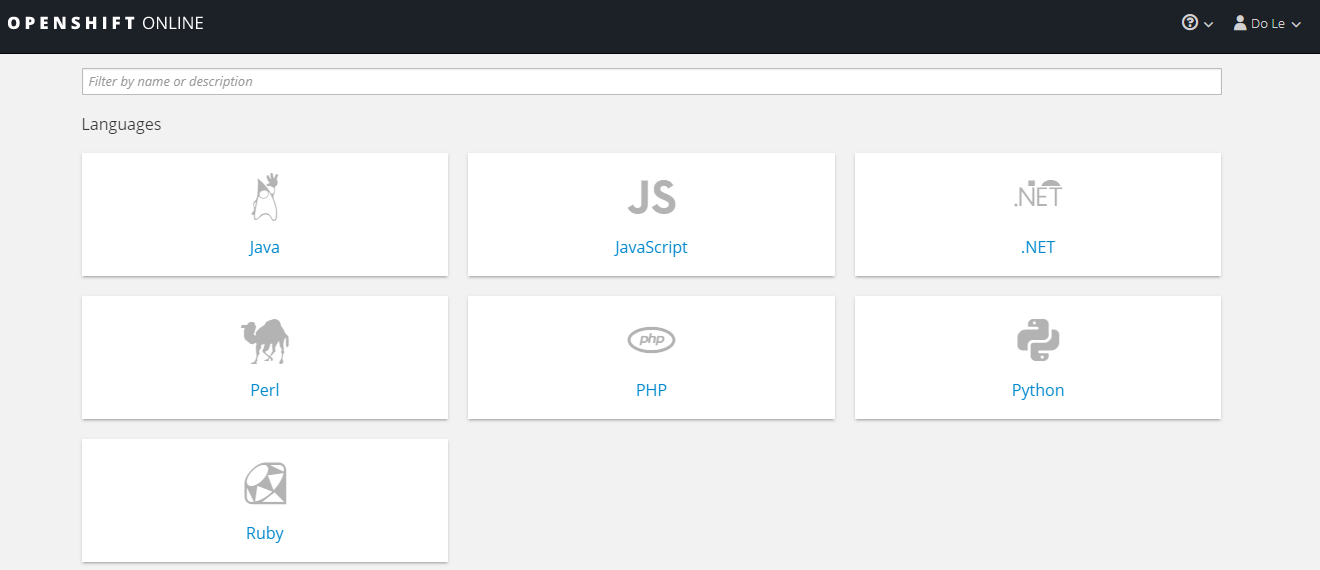 OPENSHIFT ONLINE
Do Le
Filter by name or description
Languages
JS
.NET
Java
JavaScript
.NET
php
Perl
PHP
Python
Ruby